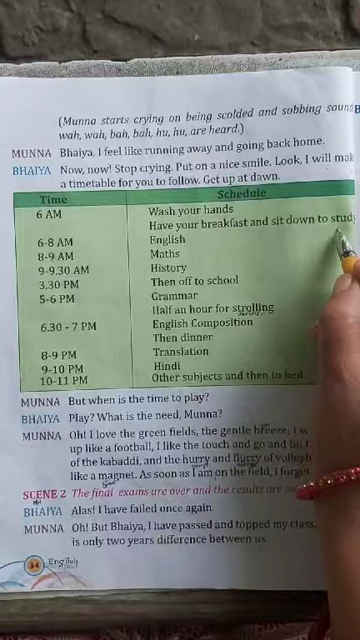 (Munna starts crying on being scolded and sobbing soun
wah, wah, bah, bah, hu, hu, are heard.)
MUNNA Bhaiya, I feel like running away and going back home.
BHAIYA Now, now! Stop crying. Put on a nice smile. Look, I will mak
a timetable for you to follow. Get up at dawn.
Time Schedule
6 AM Wash your hands
Have your breakfast and sit down to study
6-8 AM English
8-9 AM Maths
9-9.30 AM History
3.30 PM Then off to school
5-6 PM Grammar
Half an hour for strolling
6.30 - 7 PM English Composition
Then dinner
8-9 PM Translation
9-10 PM Hindi
10-11 PM Other subjects and then to bed
MUNNA But when is the time to play?
BHAIYA Play? What is the need, Munna?
MUNNA Oh! I love the green fields, the gentle breeze, I w
up like a football, I like the touch and go and
of the kabaddi, and the hurry and flurry of volleyb
like a magnet. As soon as I am on the field, I forget
SCENE 2 The final exams are over and the results are
BHAIYA Alas! I have failed once again.
MUNNA Oh! But Bhaiya, I have passed and topped my class.
is only two years difference between us
34 English